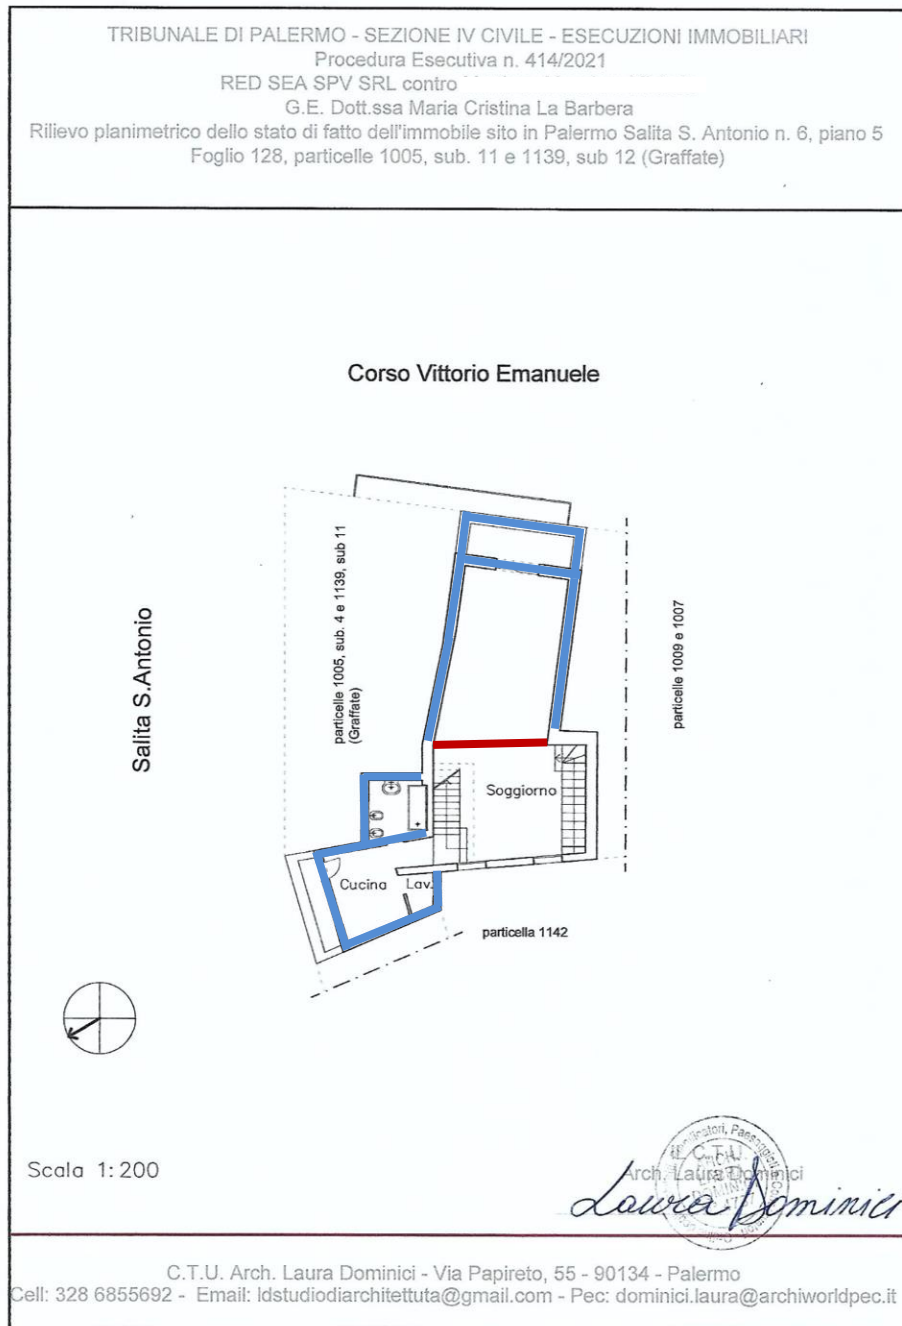 TRIBUNALE DI PALERMO - SEZIONE IV CIVILE - ESECUZIONI IMMOBILIARI
Procedura Esecutiva n. 414/2021
RED SEA SPV SRL contro
G.E. Dott.ssa Maria Cristina La Barbera
Rilievo planimetrico dello stato di fatto dell'immobile sito in Palermo Salita S. Antonio n. 6, piano 5
Foglio 128, particelle 1005, sub. 11 e 1139, sub 12 (Graffate)
Corso Vittorio Emanuele
Salita S.Antonio
particelle 1005, sub. 4 e 1139, sub 11
(Graffate)
particelle 1009 e 1007
Soggiorno
Cucina
Lav.
particella 1142
Scala 1:200
C.T.U.
Arch. Laura Dominici
Laura Dominici
C.T.U. Arch. Laura Dominici - Via Papireto, 55 - 90134 - Palermo
Cell: 328 6855692 - Email: ldstudiodiarchitettuta@gmail.com - Pec: dominici.laura@archiworldpec.it